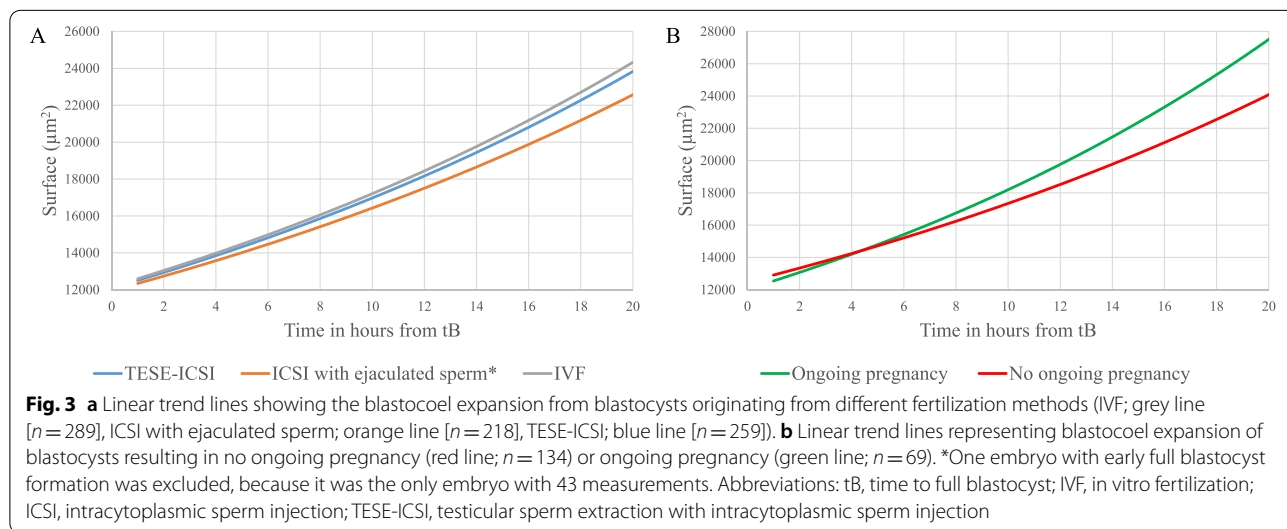 A
Surface (µm²)
26000
24000
22000
20000
18000
16000
14000
12000
0 2 4 6 8 10 12 14 16 18 20
Time in hours from tB
TESE-ICSI ICSI with ejaculated sperm* IVF
B
Surface (µm²)
28000
26000
24000
22000
20000
18000
16000
14000
12000
0 2 4 6 8 10 12 14 16 18 20
Time in hours from tB
Ongoing pregnancy No ongoing pregnancy
Fig. 3 a Linear trend lines showing the blastocoel expansion from blastocysts originating from different fertilization methods (IVF; grey line
[n = 289], ICSI with ejaculated sperm; orange line [n = 218], TESE-ICSI; blue line [n = 259]). b Linear trend lines representing blastocoel expansion of
blastocysts resulting in no ongoing pregnancy (red line; n = 134) or ongoing pregnancy (green line; n = 69). *One embryo with early full blastocyst
formation was excluded, because it was the only embryo with 43 measurements. Abbreviations: tB, time to full blastocyst; IVF, in vitro fertilization;
ICSI, intracytoplasmic sperm injection; TESE-ICSI, testicular sperm extraction with intracytoplasmic sperm injection